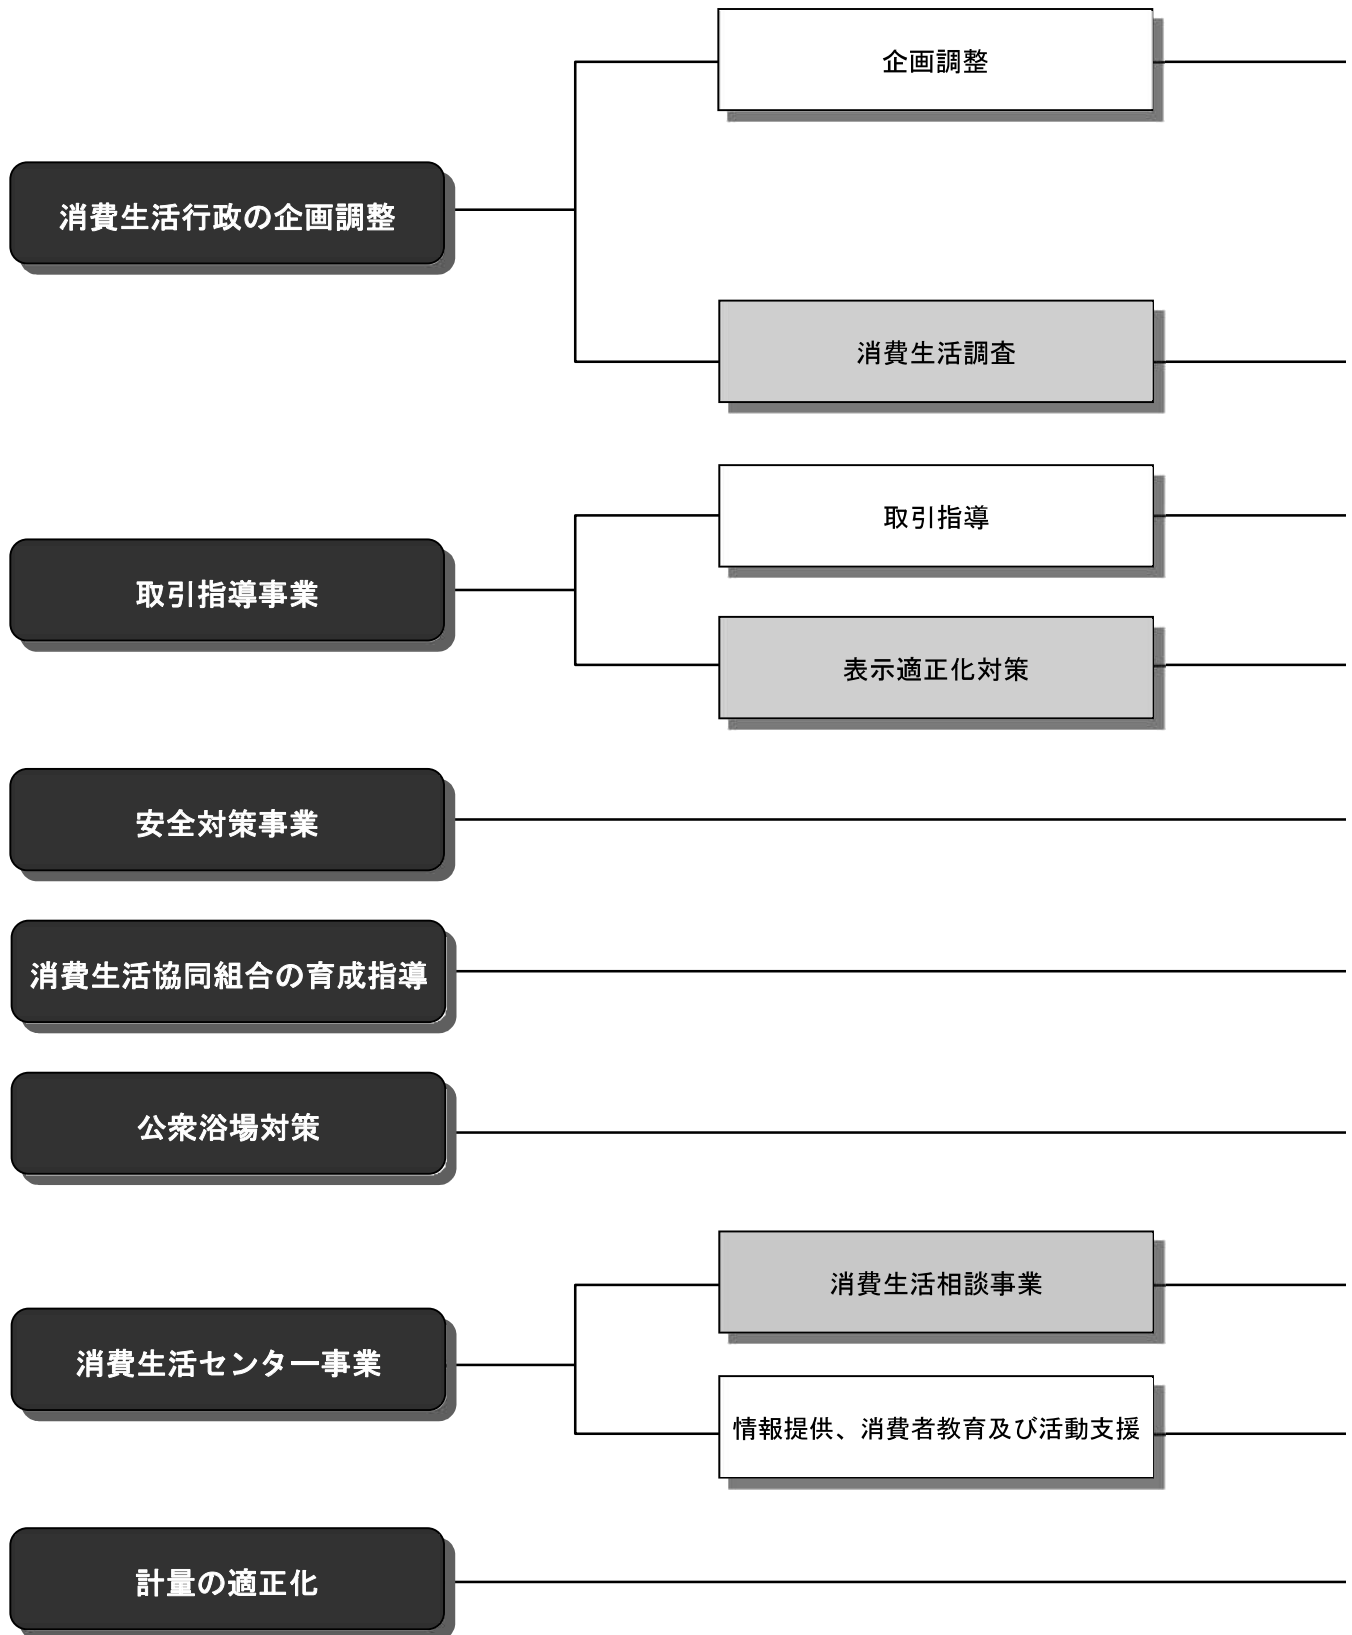 消費生活行政の企画調整
企画調整
消費生活調査
取引指導事業
取引指導
表示適正化対策
安全対策事業
消費生活協同組合の育成指導
公衆浴場対策
消費生活センター事業
消費生活相談事業
情報提供、消費者教育及び活動支援
計量の適正化